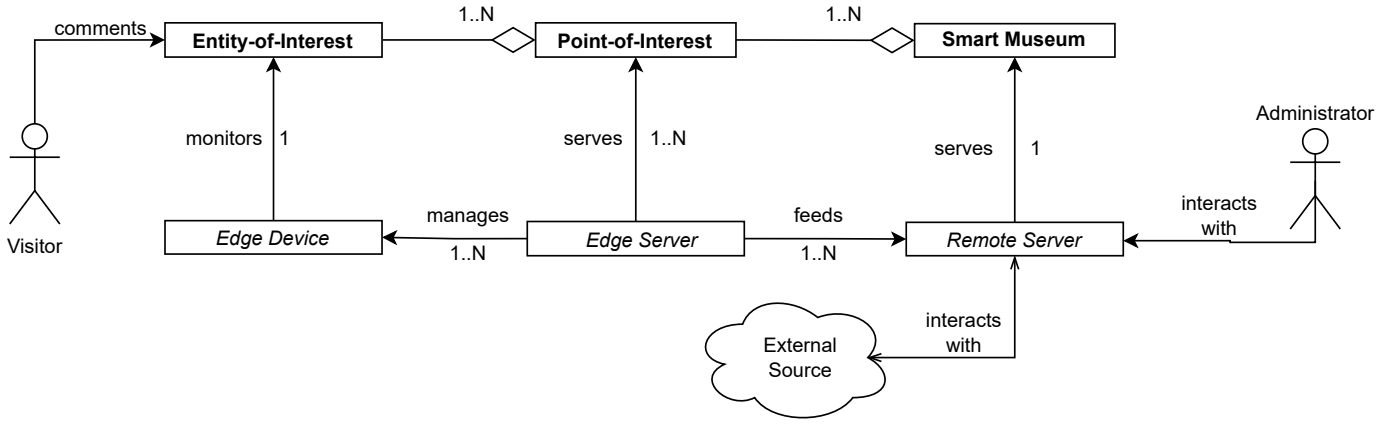 comments
1..N
1..N
Entity-of-Interest
Point-of-Interest
Smart Museum
Administrator
monitors
1
serves
1..N
serves
1
interacts
with
Visitor
manages
feeds
Edge Device
Edge Server
Remote Server
1..N
1..N
External
Source
interacts
with